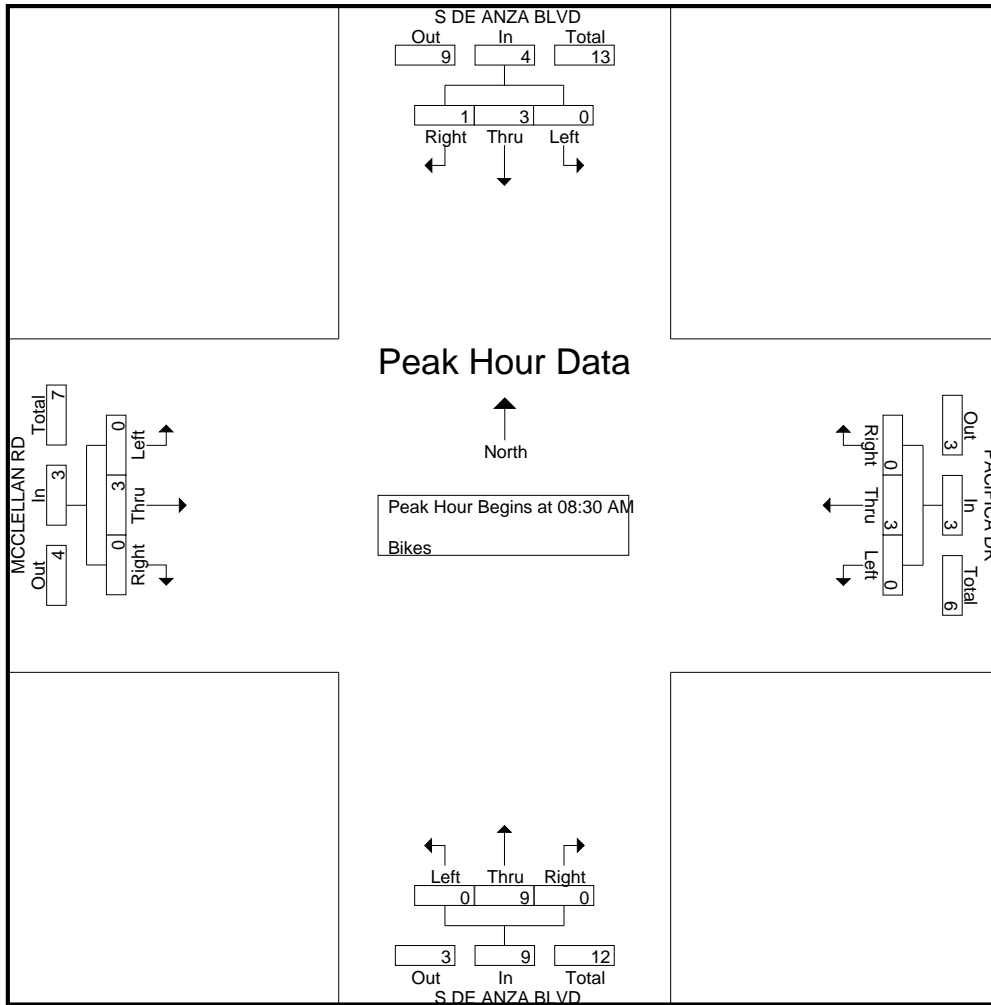 S DE ANZA BLVD
Out In Total
9 4 13
1 3 0
Right Thru Left
Peak Hour Data
North
Peak Hour Begins at 08:30 AM
Bikes
MCCLELLAN RD
Out In Total
4 3 7
0 3 0
Right Thru Left
PACIFICA DR
Out In Total
3 3 6
0 3 0
Right Thru Left
Left Thru Right
0 9 0
3 9 12
Out In Total
S DE ANZA BLVD